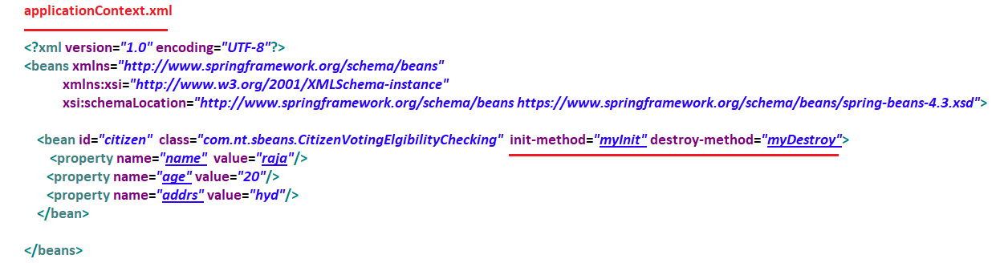 applicationContext.xml
<?xml version="1.0" encoding="UTF-8"?>
<beans xmlns="http://www.springframework.org/schema/beans"
xmlns:xsi="http://www.w3.org/2001/XMLSchema-instance"
xsi:schemaLocation="http://www.springframework.org/schema/beans https://www.springframework.org/schema/beans/spring-beans-4.3.xsd">
<bean id="citizen" class="com.nt.sbeans.CitizenVotingElgibilityChecking" init-method="myInit" destroy-method="myDestroy">
<property name="name" value="raja"/>
<property name="age" value="20"/>
<property name="addrs" value="hyd"/>
</bean>
</beans>